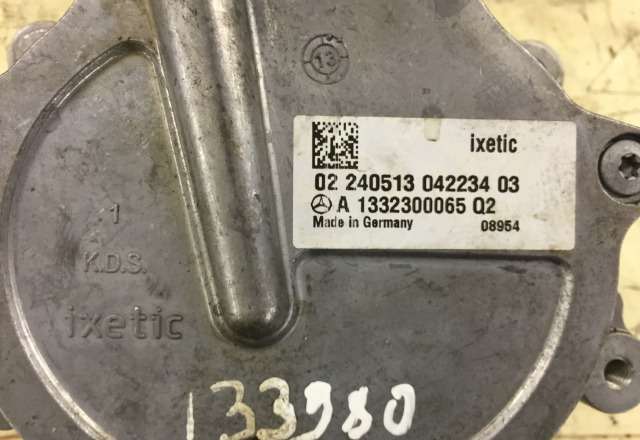 13
ixetic
02 240513 042234 03
A 1332300065 Q2
Made in Germany 08954
1
K.D.S.
ixetic
133980